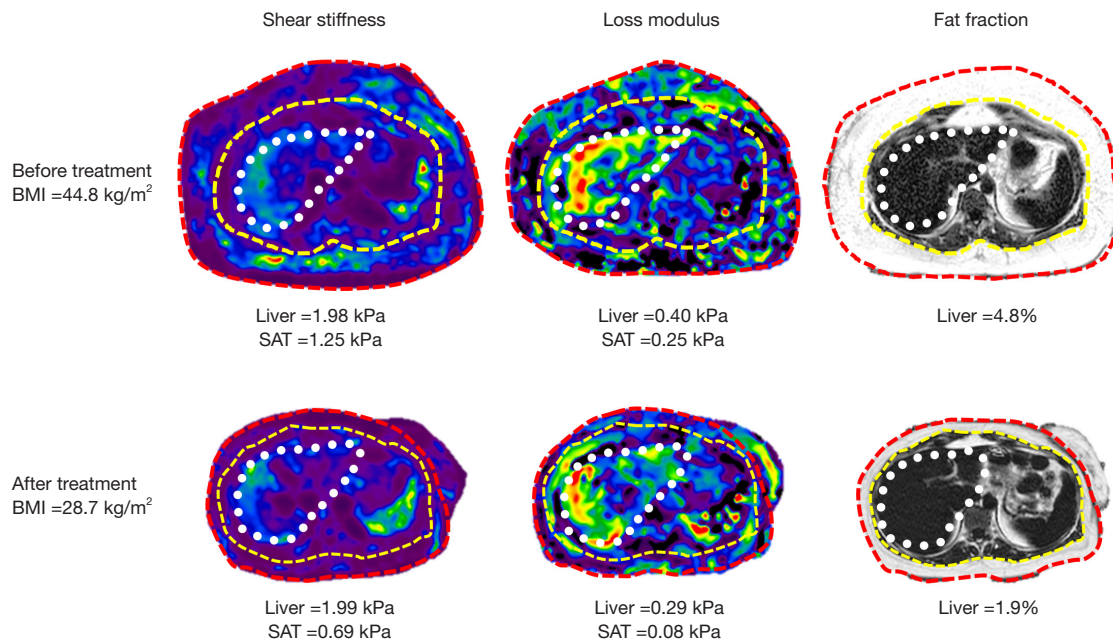 Shear stiffness
Loss modulus
Fat fraction
Before treatment
BMI =44.8 kg/m²
Liver =1.98 kPa
SAT =1.25 kPa
Liver =0.40 kPa
SAT =0.25 kPa
Liver =4.8%
After treatment
BMI =28.7 kg/m²
Liver =1.99 kPa
SAT =0.69 kPa
Liver =0.29 kPa
SAT =0.08 kPa
Liver =1.9%